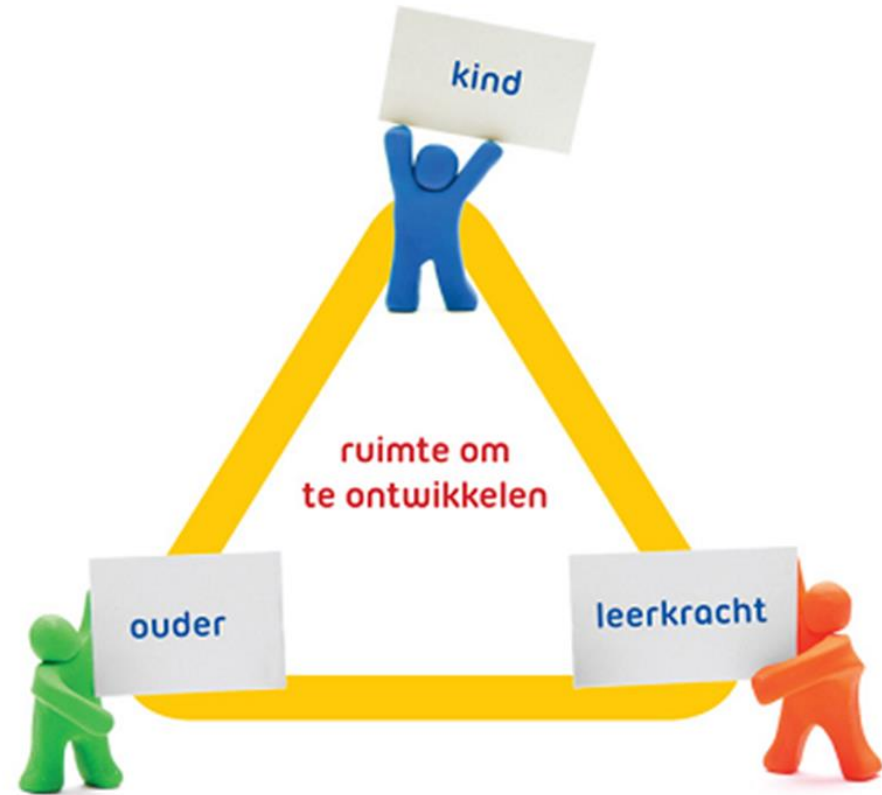 kind
ruimte om
te ontwikkelen
ouder
leerkracht